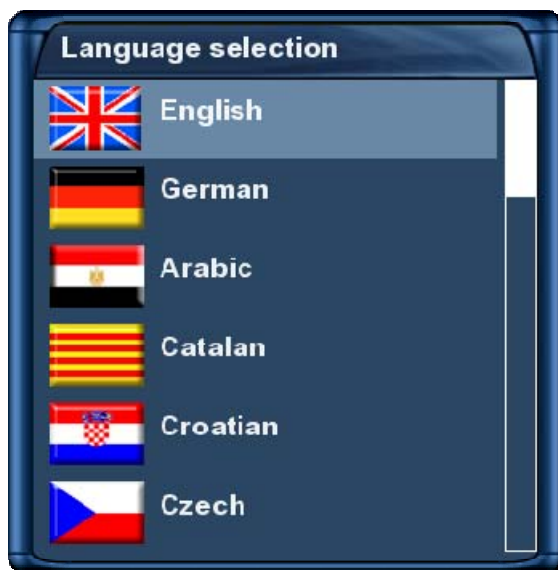 Language selection
English
German
Arabic
Catalan
Croatian
Czech